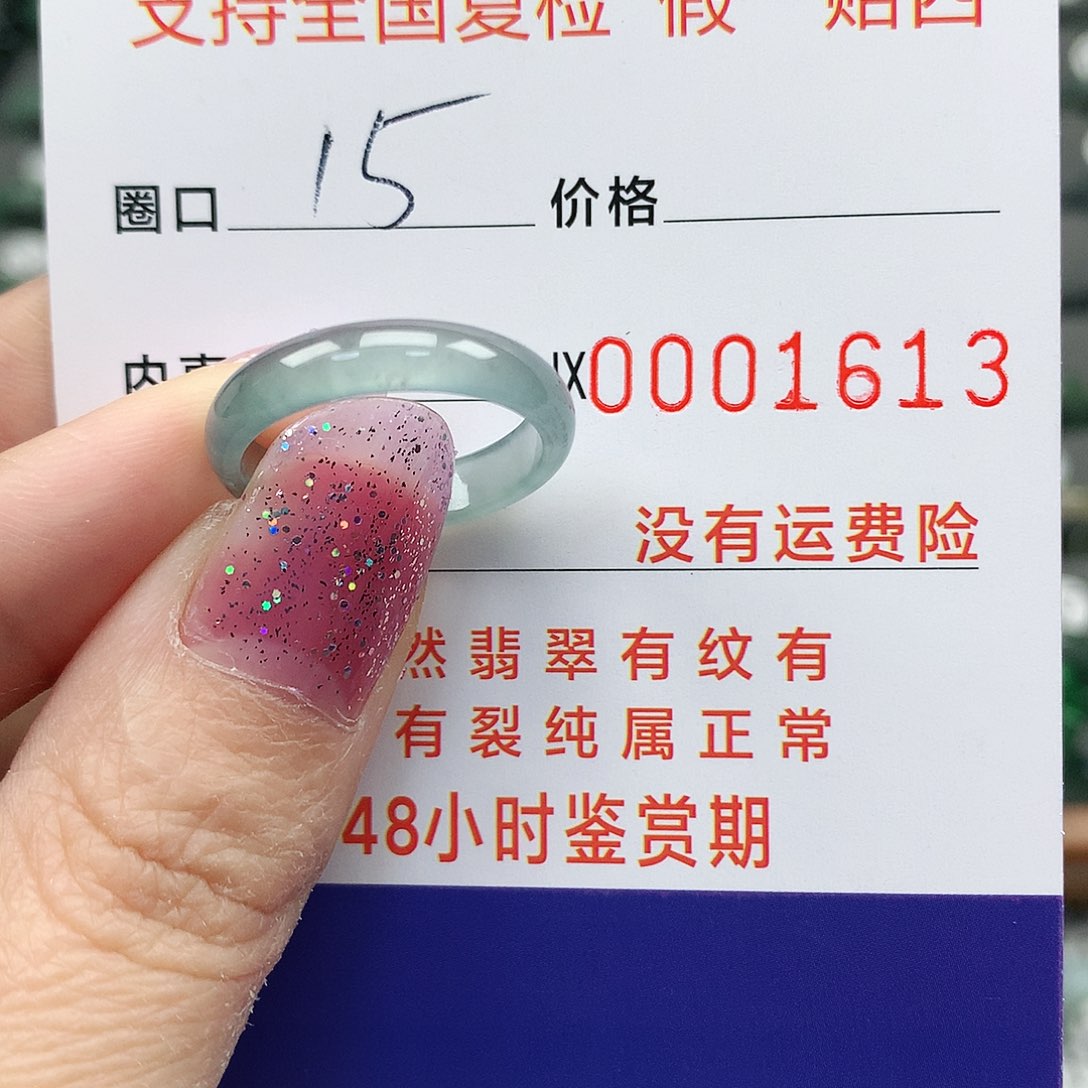 支持全国复检 假一赔四
圈口 15 价格
内 X0001613
没有运费险
然翡翠有纹有
有裂纯属正常
48小时鉴赏期